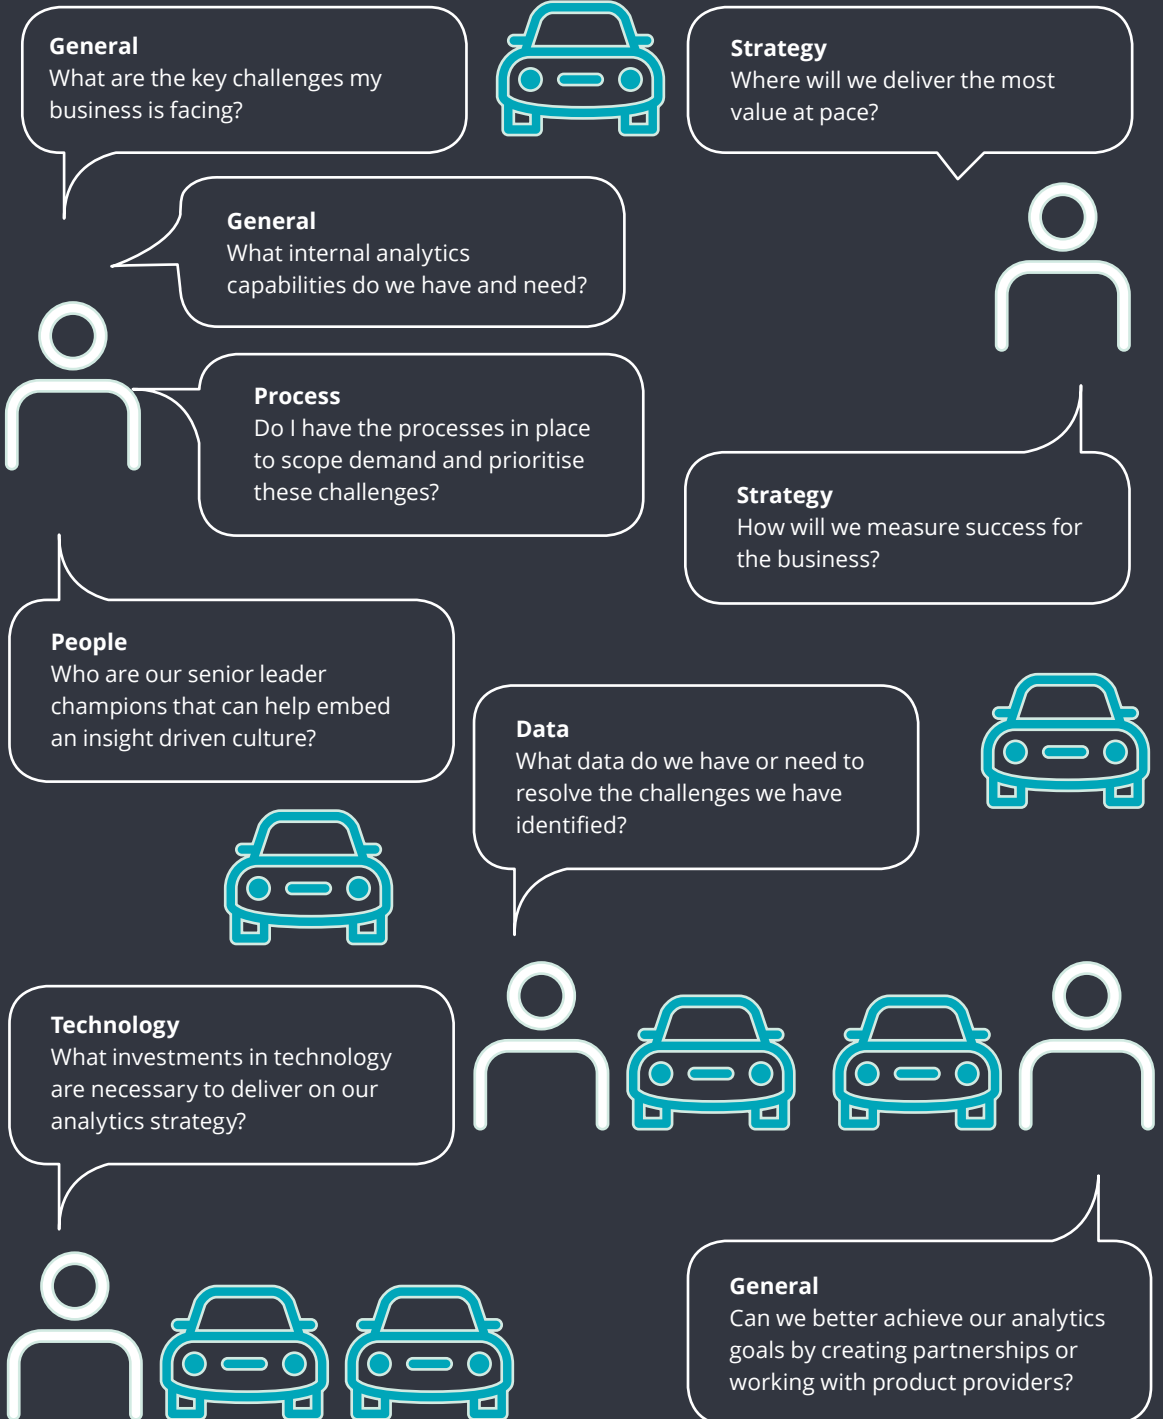 General
What are the key challenges my
business is facing?
Strategy
Where will we deliver the most
value at pace?
General
What internal analytics
capabilities do we have and need?
Process
Do I have the processes in place
to scope demand and prioritise
these challenges?
Strategy
How will we measure success for
the business?
People
Who are our senior leader
champions that can help embed
an insight driven culture?
Data
What data do we have or need to
resolve the challenges we have
identified?
Technology
What investments in technology
are necessary to deliver on our
analytics strategy?
General
Can we better achieve our analytics
goals by creating partnerships or
working with product providers?